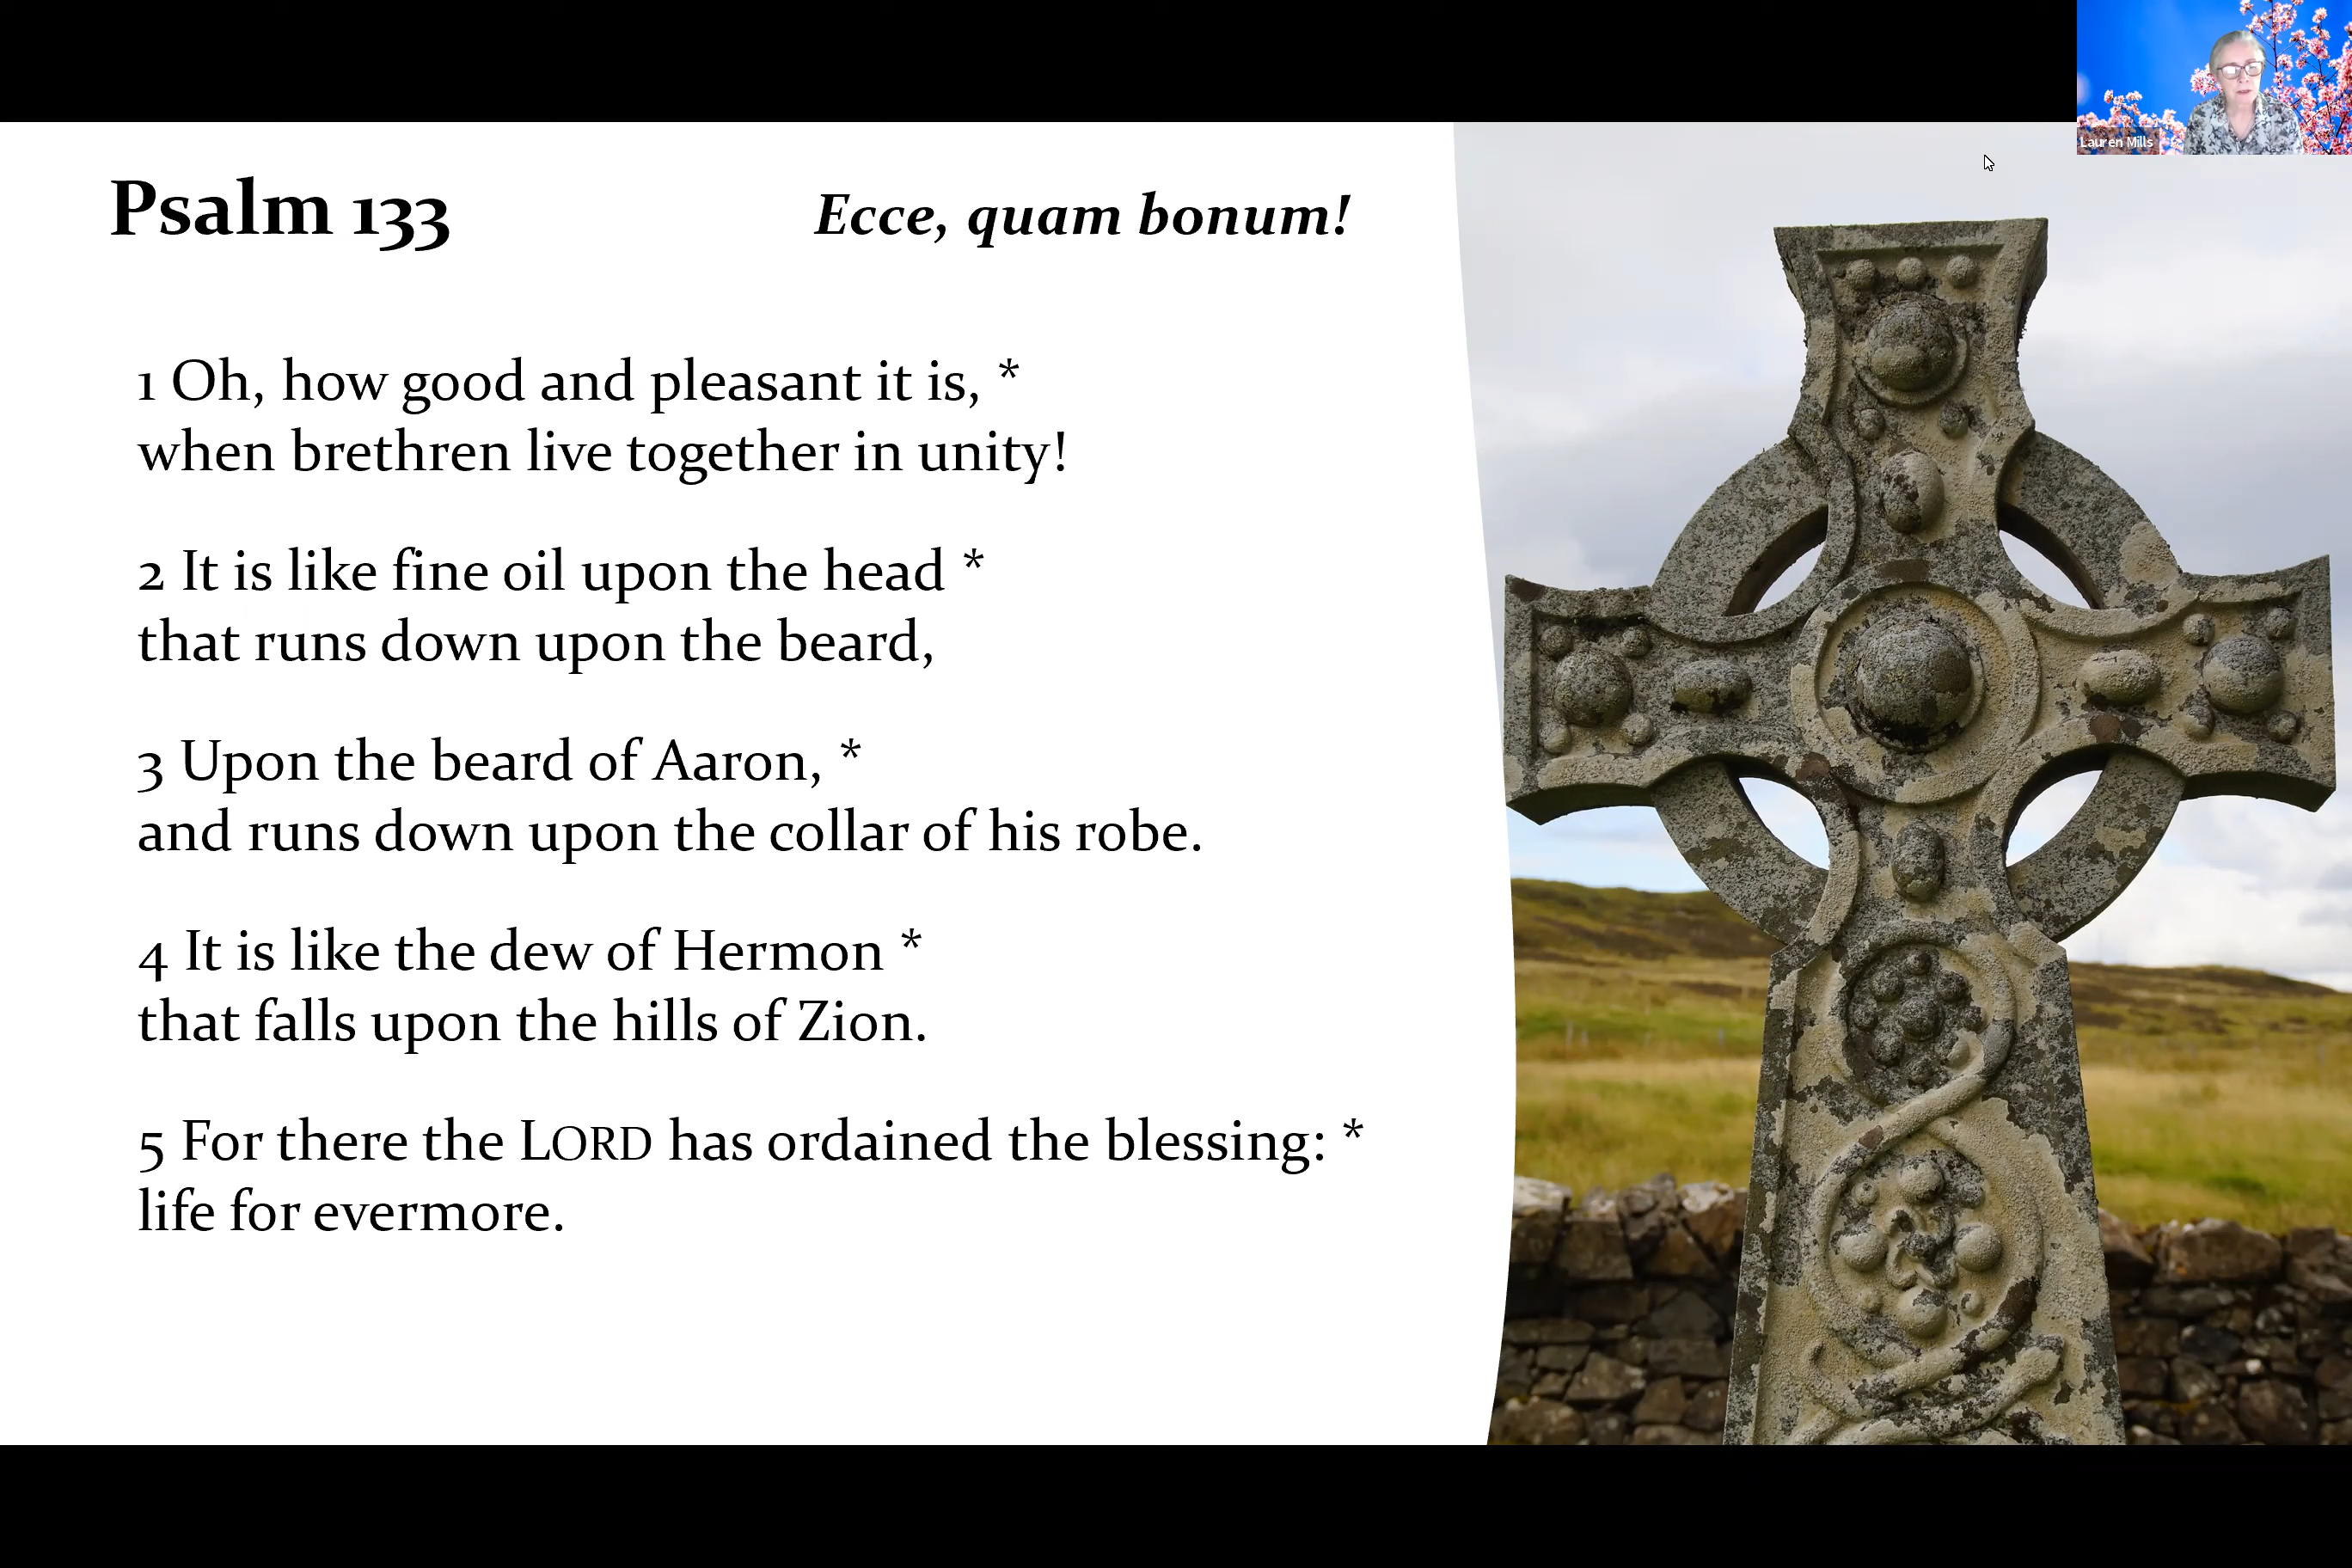 Lauren Mills
Psalm 133 Ecce, quam bonum!
1 Oh, how good and pleasant it is, *
when brethren live together in unity!
2 It is like fine oil upon the head *
that runs down upon the beard,
3 Upon the beard of Aaron, *
and runs down upon the collar of his robe.
4 It is like the dew of Hermon *
that falls upon the hills of Zion.
5 For there the LORD has ordained the blessing: *
life for evermore.